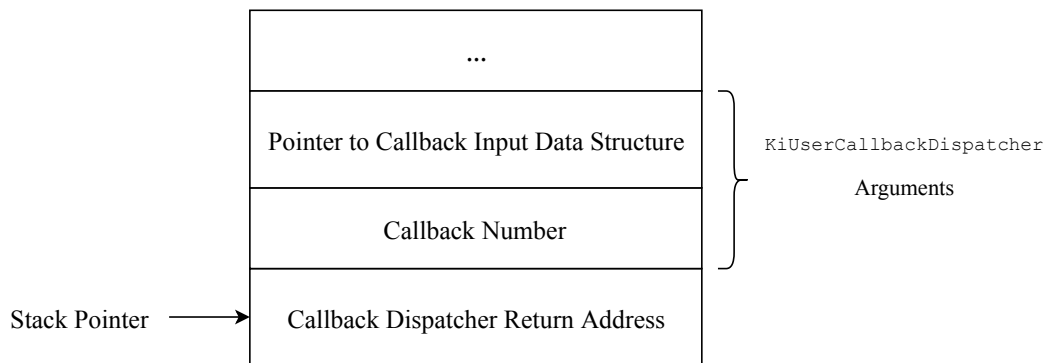 ...
Pointer to Callback Input Data Structure
KiUserCallbackDispatcher
Arguments
Callback Number
Stack Pointer
Callback Dispatcher Return Address